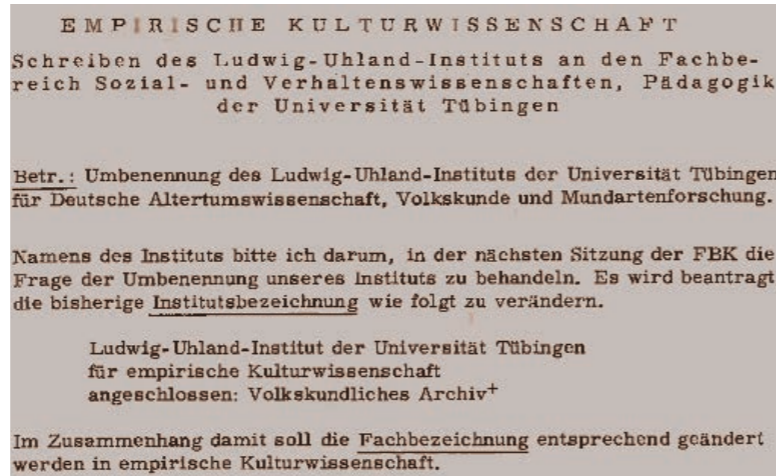 EMPIRISCHE KULTURWISSENSCHAFT
Schreiben des Ludwig-Uhland-Instituts an den Fachbe-
reich Sozial- und Verhaltenswissenschaften, Pädagogik
der Universität Tübingen
Betr.: Umbenennung des Ludwig-Uhland-Instituts der Universität Tübingen
für Deutsche Altertumswissenschaft, Volkskunde und Mundartenforschung.
Namens des Instituts bitte ich darum, in der nächsten Sitzung der FBK die
Frage der Umbenennung unseres Instituts zu behandeln. Es wird beantragt
die bisherige Institutsbezeichnung wie folgt zu verändern.
Ludwig-Uhland-Institut der Universität Tübingen
für empirische Kulturwissenschaft
angeschlossen: Volkskundliches Archiv+
Im Zusammenhang damit soll die Fachbezeichnung entsprechend geändert
werden in empirische Kulturwissenschaft.